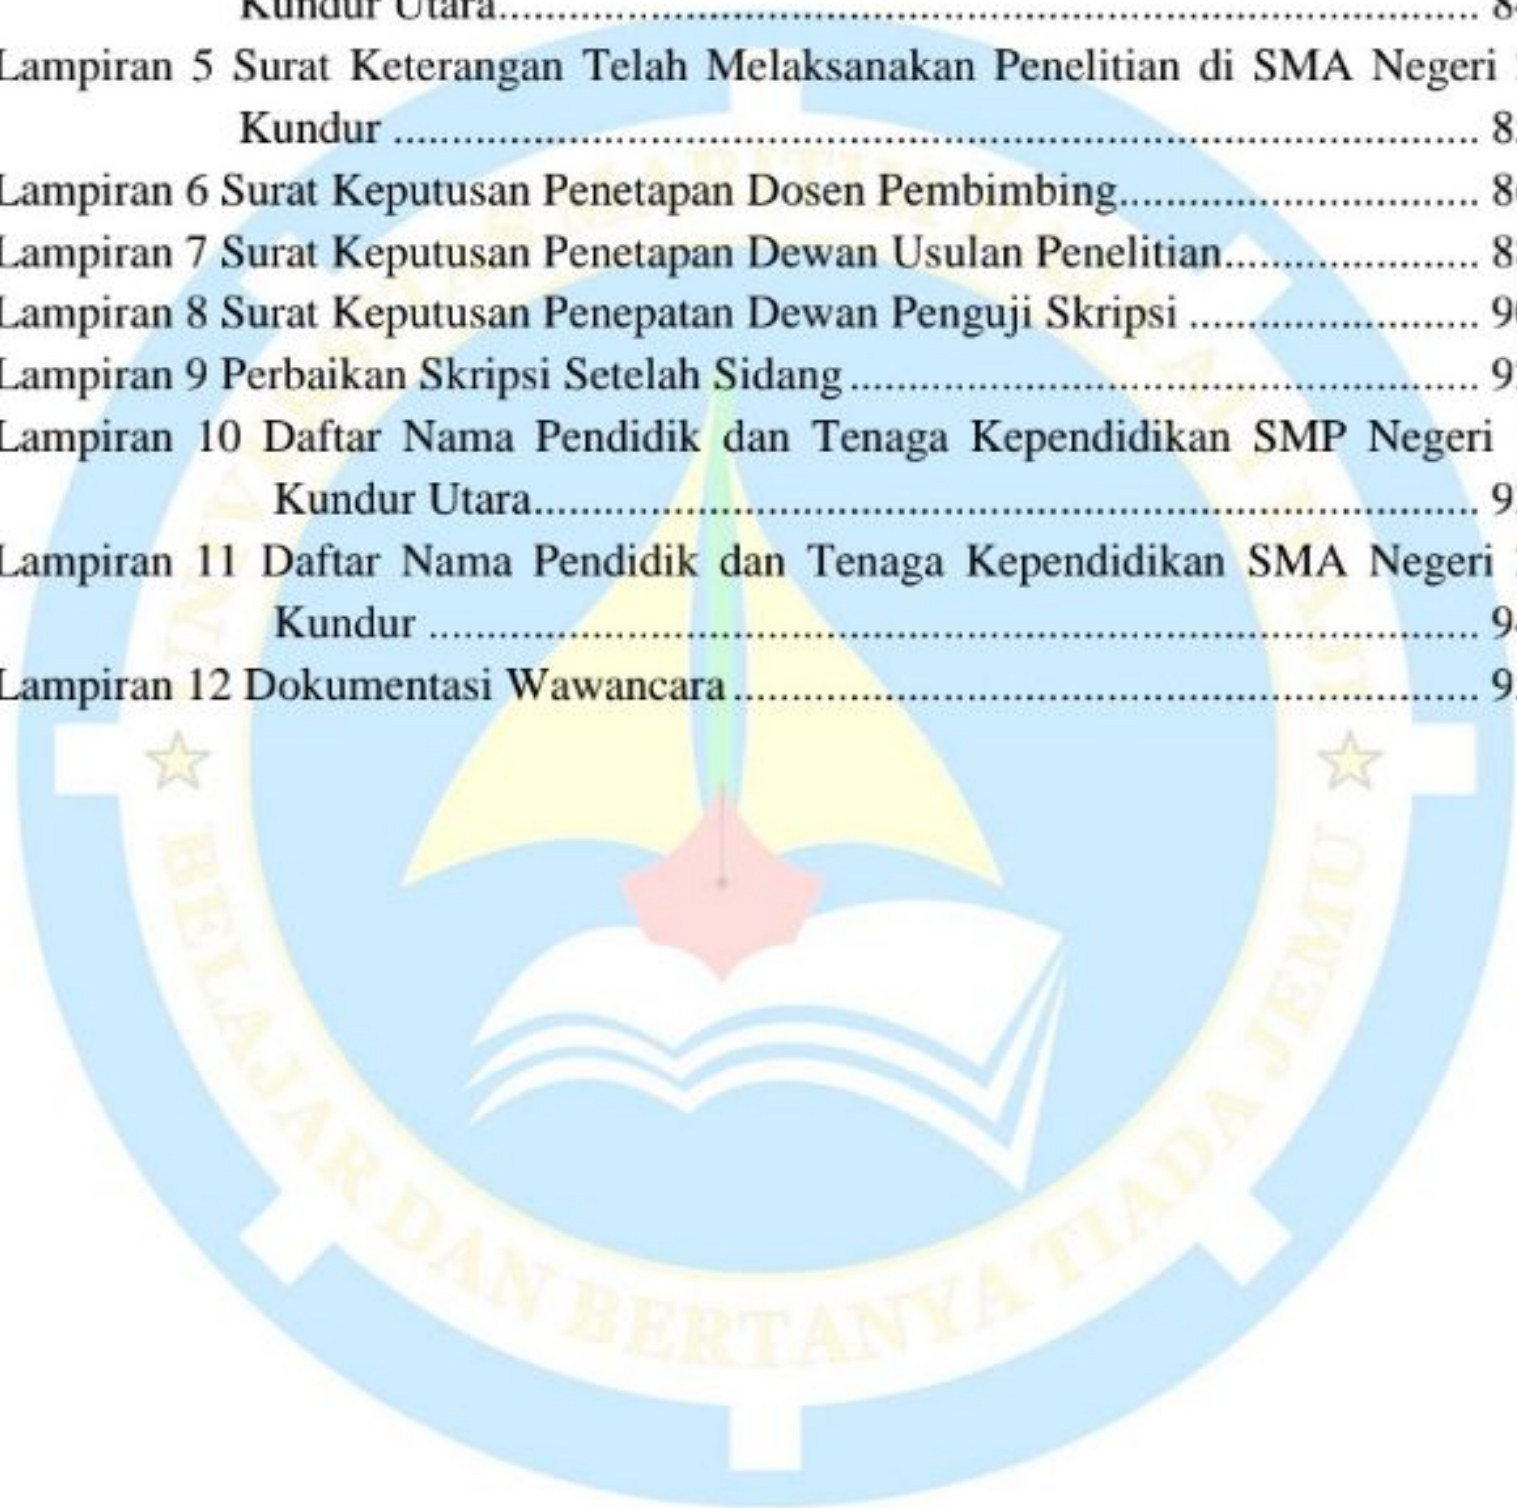 Kundur Utara
Lampiran 5 Surat Keterangan Telah Melaksanakan Penelitian di SMA Negeri
Kundur
Lampiran 6 Surat Keputusan Penetapan Dosen Pembimbing
Lampiran 7 Surat Keputusan Penetapan Dewan Usulan Penelitian
Lampiran 8 Surat Keputusan Penepatan Dewan Penguji Skripsi
Lampiran 9 Perbaikan Skripsi Setelah Sidang
Lampiran 10 Daftar Nama Pendidik dan Tenaga Kependidikan SMP Negeri
Kundur Utara
Lampiran 11 Daftar Nama Pendidik dan Tenaga Kependidikan SMA Negeri
Kundur
Lampiran 12 Dokumentasi Wawancara
BELAJAR DAN BERTANYA TIADA JEMU